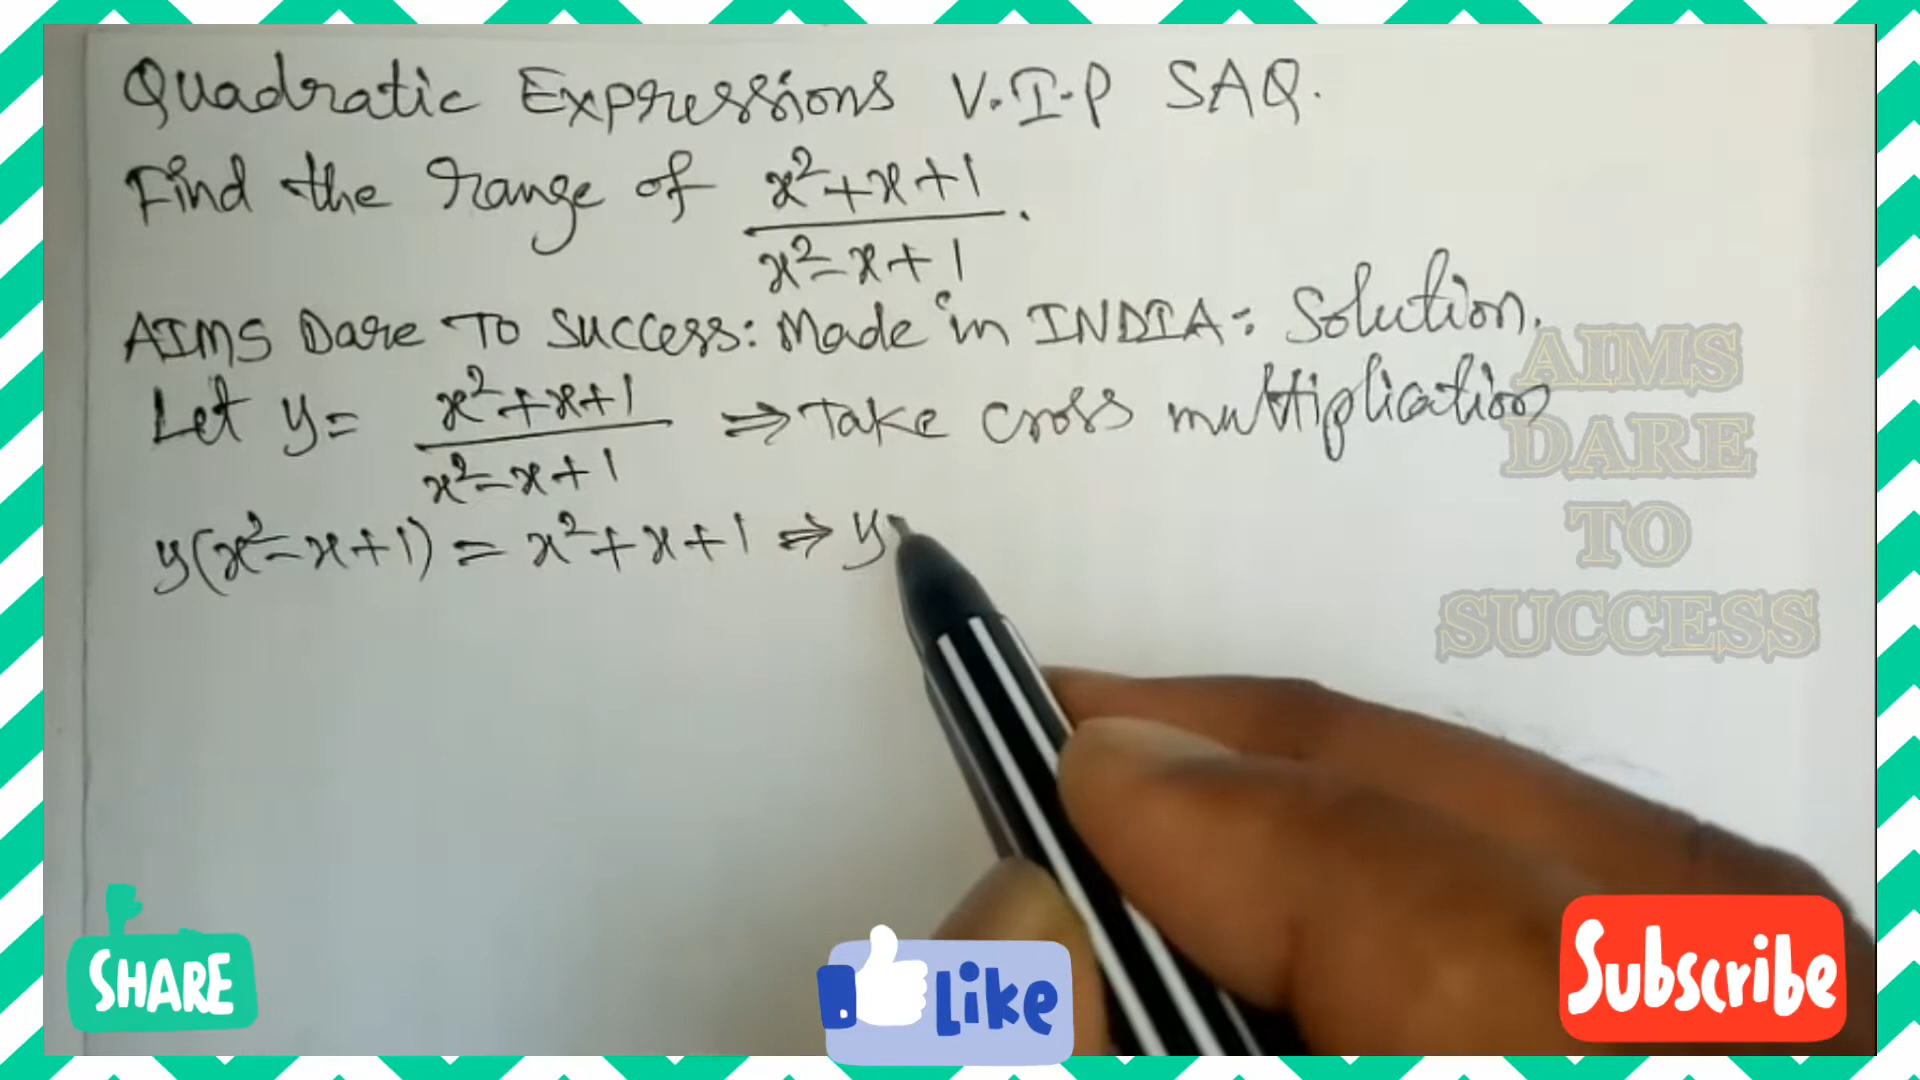 Quadratic Expressions V.I.P SAQ.
Find the range of x²+x+1 / x²-x+1.
AIMS Dare To Success: Made in INDIA: Solution.
Let y = x²+x+1 / x²-x+1 ⇒ Take cross multiplication
y(x²-x+1) = x²+x+1 ⇒ y
AIMS
DARE
TO
SUCCESS
SHARE
Like
Subscribe